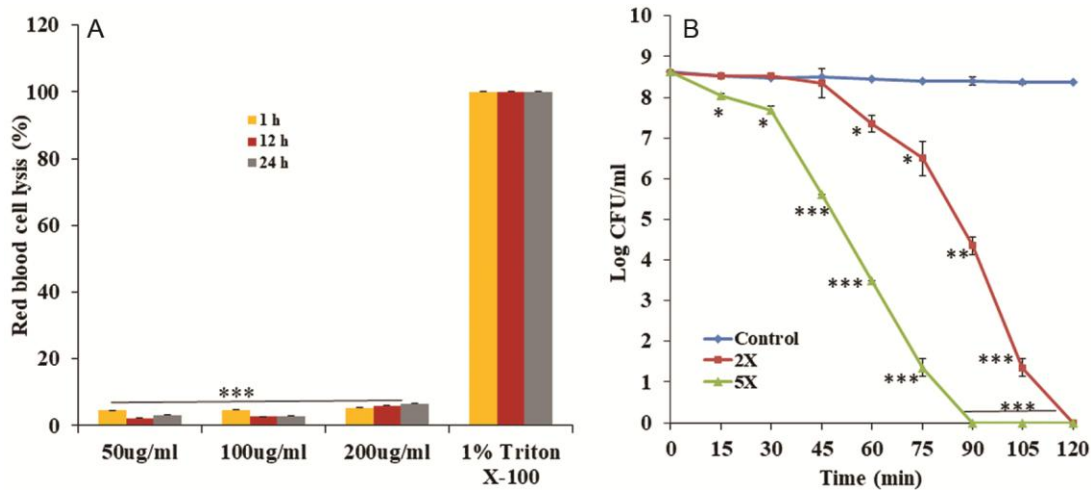 A
Red blood cell lysis (%)
120
100
80
60
40
20
0
1 h
12 h
24 h
***
50ug/ml
100ug/ml
200ug/ml
1% Triton
X-100
B
Log CFU/ml
10
9
8
7
6
5
4
3
2
1
0
*
*
*
*
***
**
***
***
***
***
Control
2X
5X
0
15
30
45
60
75
90
105
120
Time (min)